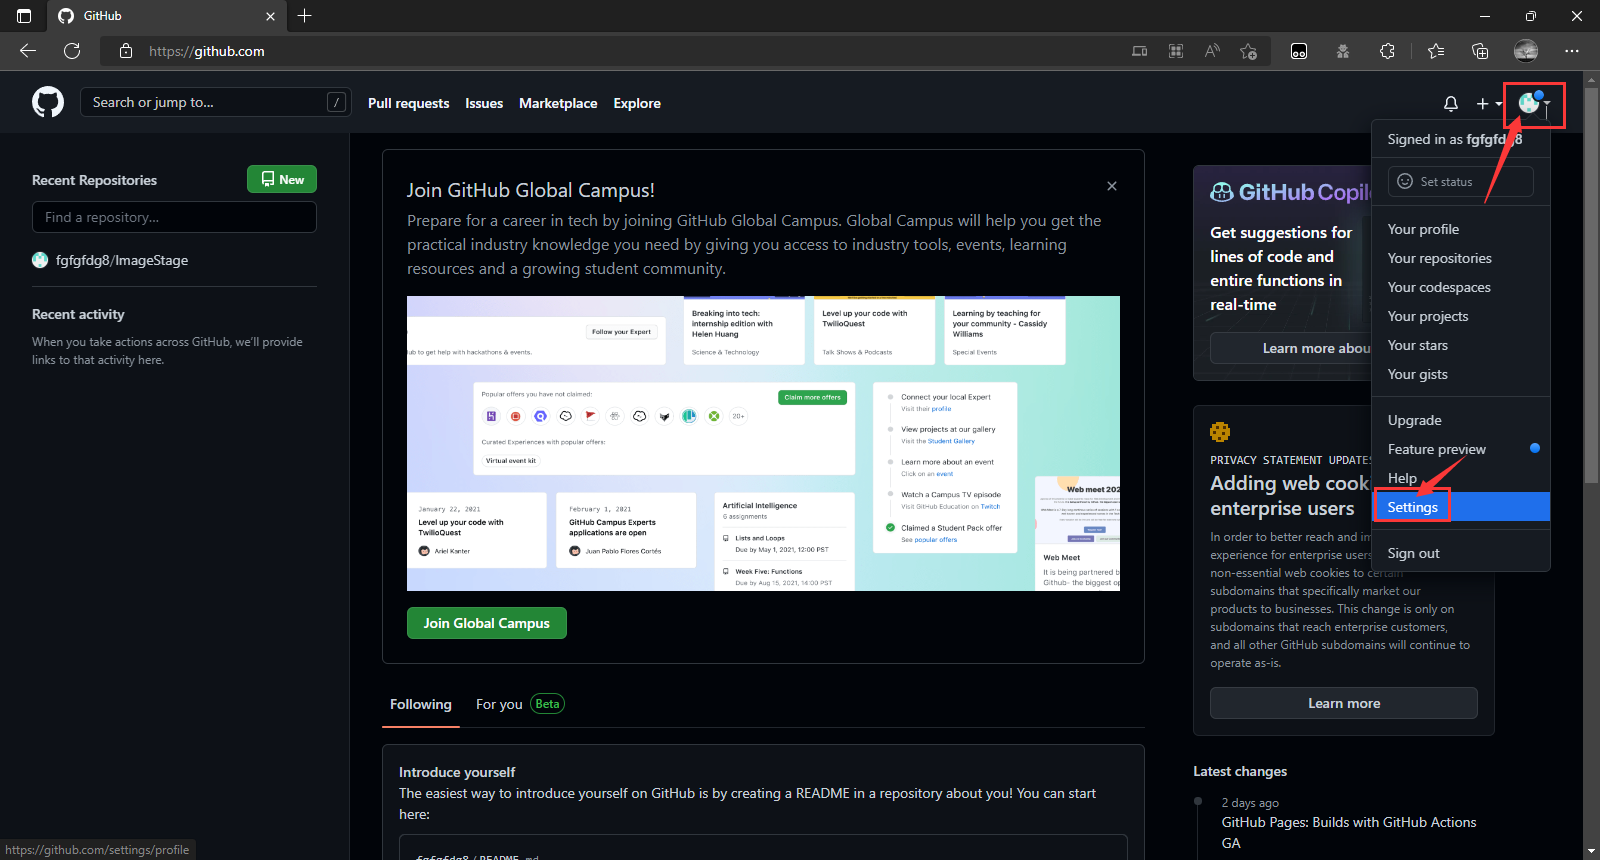 GitHub
https://github.com
Search or jump to...
/
Pull requests
Issues
Marketplace
Explore
Signed in as fgfgfdg8
Set status
Your profile
Your repositories
Your codespaces
Your projects
Your stars
Your gists
Upgrade
Feature preview
Help
Settings
Sign out
Recent Repositories
New
Find a repository...
fgfgfdg8/ImageStage
Recent activity
When you take actions across GitHub, we'll provide
links to that activity here.
Join GitHub Global Campus!
Prepare for a career in tech by joining GitHub Global Campus. Global Campus will help you get the
practical industry knowledge you need by giving you access to industry tools, events, learning
resources and a growing student community.
Follow your Expert
ub to get help with hackathons & events.
Breaking into tech:
internship edition with
Helen Huang
Science & Technology
Level up your code with
TwilioQuest
Talk Shows & Podcasts
Learning by teaching for
your community - Cassidy
Williams
Special Events
Popular offers you have not claimed:
Claim more offers
20+
Curated Experiences with popular offers:
Virtual event kit
Connect your local Expert
Visit their profile
View projects at our gallery
Visit the Student Gallery
Learn more about an event
Click on an event
Watch a Campus TV episode
Visit GitHub Education on Twitch
Claimed a Student Pack offer
See popular offers
January 22, 2021
Level up your code with
TwilioQuest
Ariel Kanter
February 1, 2021
GitHub Campus Experts
applications are open
Juan Pablo Flores Cortés
Artificial Intelligence
6 assignments
Lists and Loops
Due by May 1, 2021, 12:00 PST
Week Five: Functions
Due by Aug 15, 2021, 14:00 PST
Web meet 202
Web Meet
It is being partnered b
Github- the biggest op
Join Global Campus
Following
For you
Beta
Introduce yourself
The easiest way to introduce yourself on GitHub is by creating a README in a repository about you! You can start
here:
fgfgfdg8 / README .md
GitHub Copil
Get suggestions for
lines of code and
entire functions in
real-time
Learn more abou
PRIVACY STATEMENT UPDATES
Adding web cook
enterprise users
In order to better reach and im
experience for enterprise users
non-essential web cookies to certain
subdomains that specifically market our
products to businesses. This change is only on
subdomains that reach enterprise customers,
and all other GitHub subdomains will continue to
operate as-is.
Learn more
Latest changes
2 days ago
GitHub Pages: Builds with GitHub Actions
GA
https://github.com/settings/profile